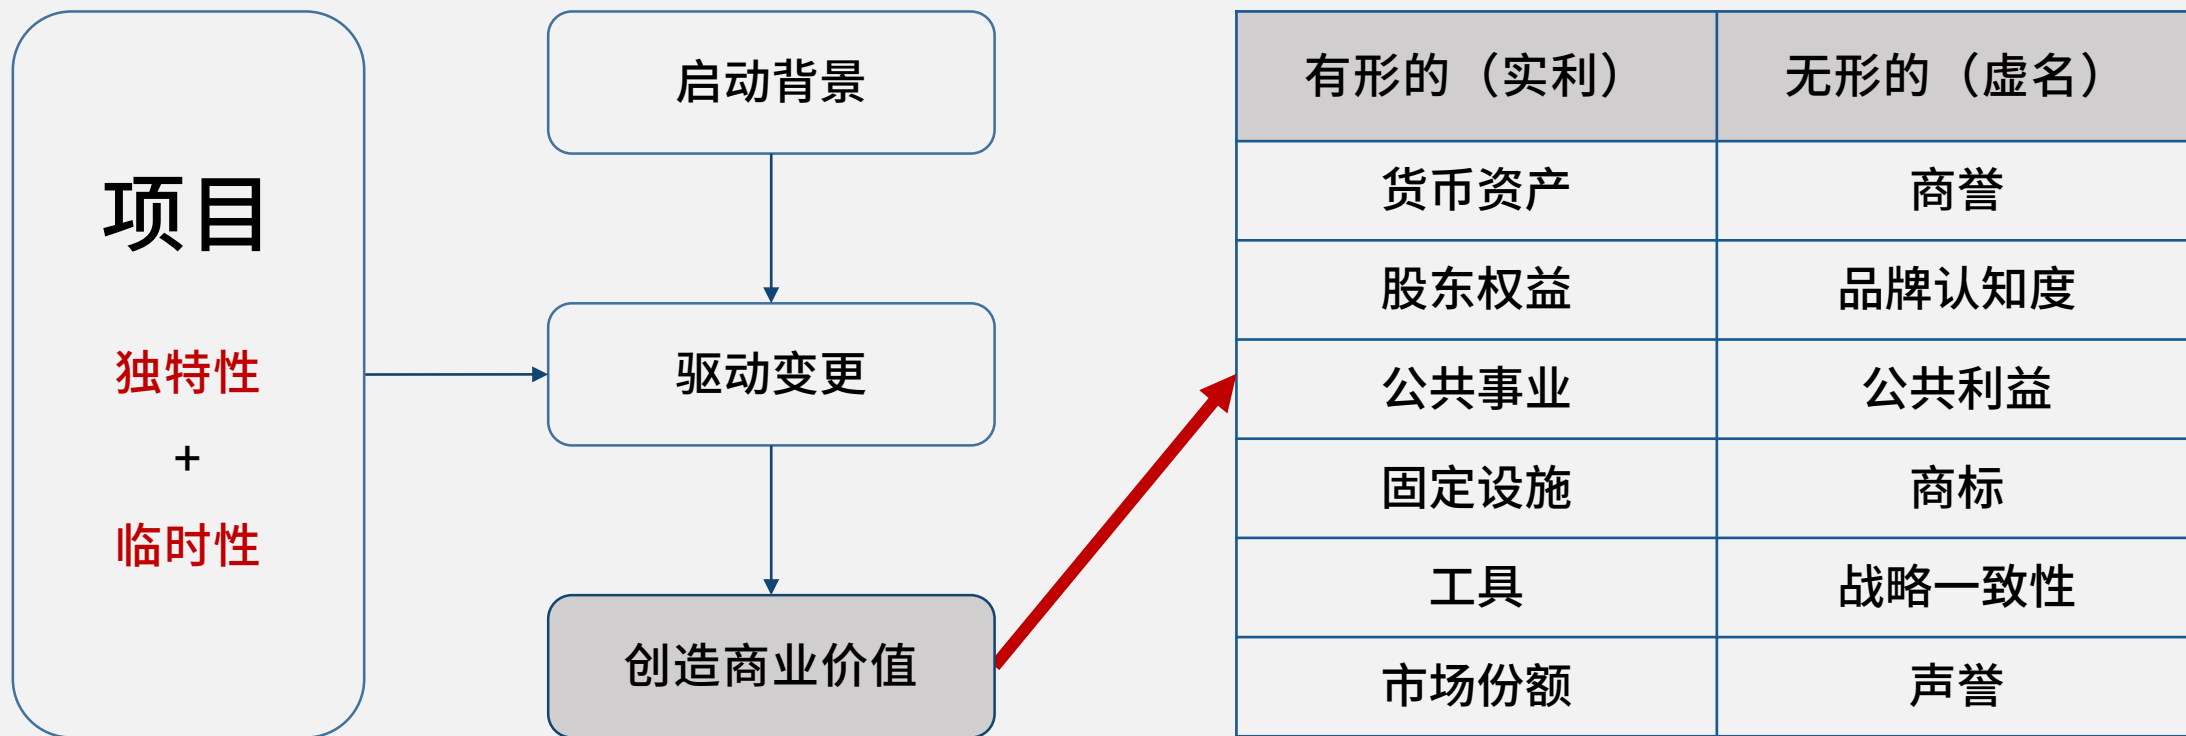 项目
独特性
+
临时性
启动背景
驱动变更
创造商业价值
有形的（实利） 无形的（虚名）
货币资产 商誉
股东权益 品牌认知度
公共事业 公共利益
固定设施 商标
工具 战略一致性
市场份额 声誉